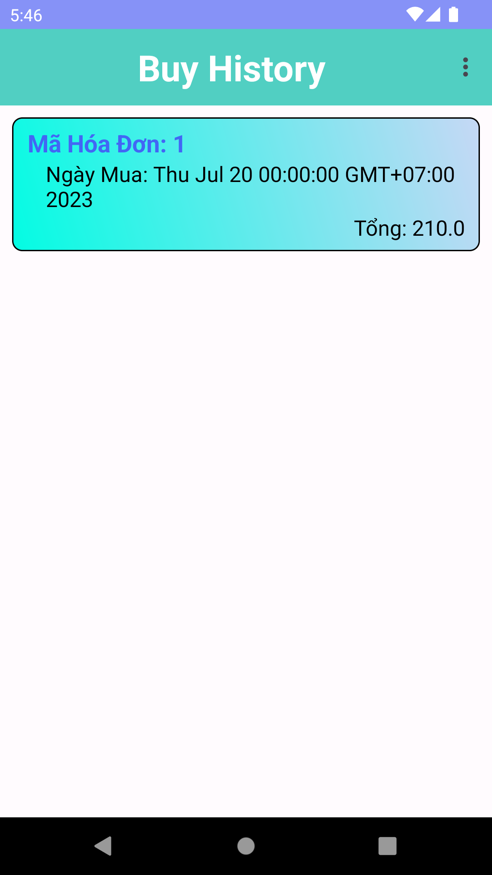 5:46
Buy History
Mã Hóa Đơn: 1
Ngày Mua: Thu Jul 20 00:00:00 GMT+07:00
2023
Tổng: 210.0